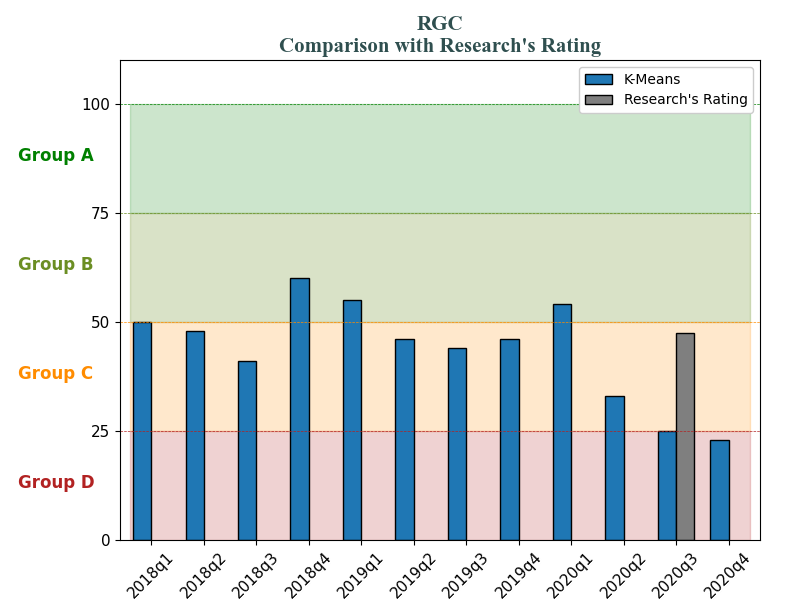 RGC
Comparison with Research's Rating
K-Means
Research's Rating
100
Group A
75
Group B
50
Group C
25
Group D
0
2018q1
2018q2
2018q3
2018q4
2019q1
2019q2
2019q3
2019q4
2020q1
2020q2
2020q3
2020q4